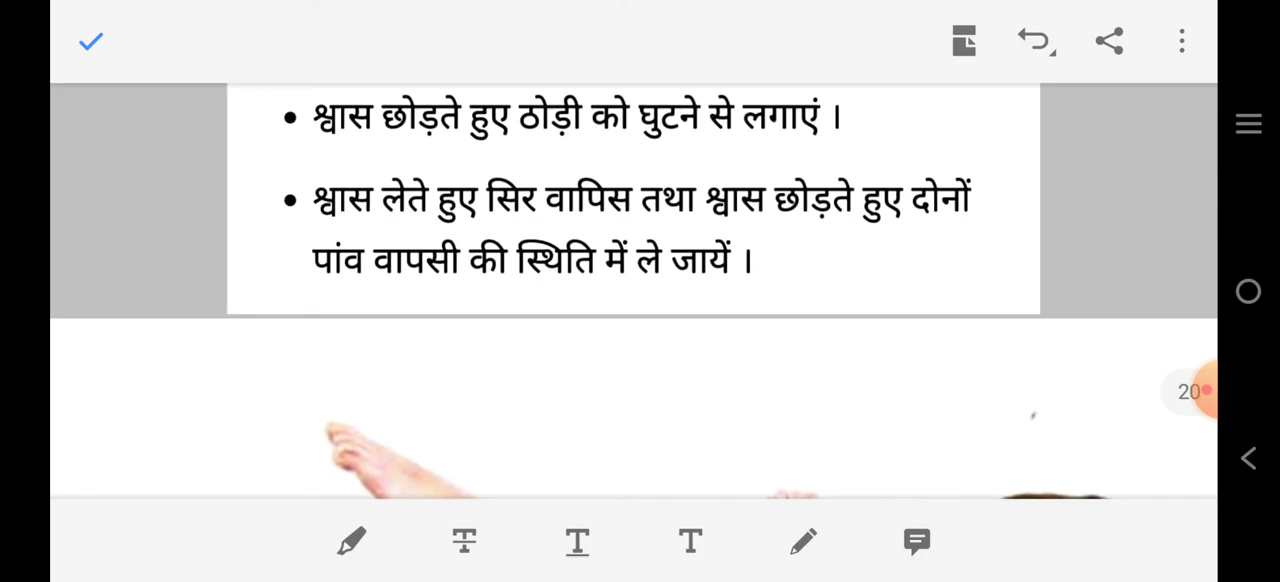 • श्वास छोड़ते हुए ठोड़ी को घुटने से लगाएं ।
• श्वास लेते हुए सिर वापिस तथा श्वास छोड़ते हुए दोनों
पांव वापसी की स्थिति में ले जायें ।
20
T T T